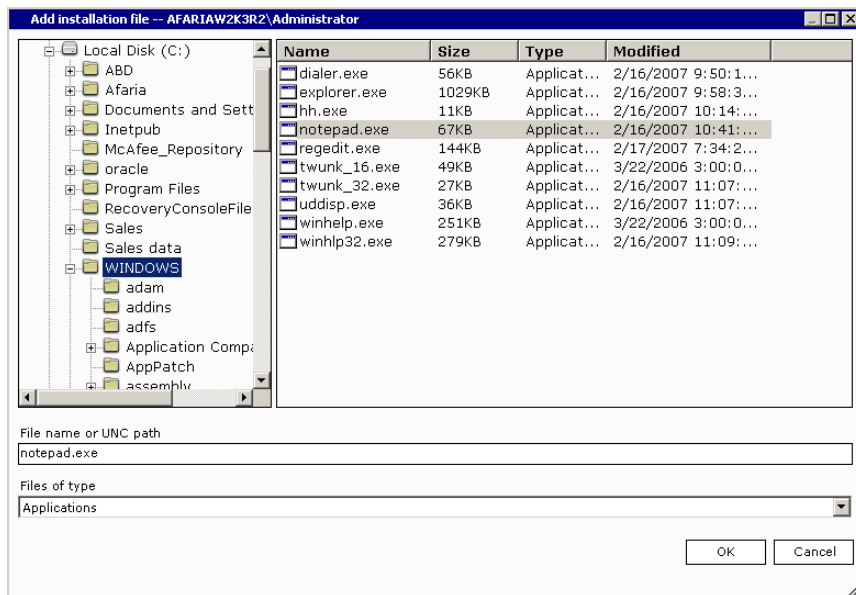 Add installation file -- AFARIAW2K3R2\Administrator
Local Disk (C:)
ABD
Afaria
Documents and Sett
Inetpub
McAfee_Repository
oracle
Program Files
RecoveryConsoleFile
Sales
Sales data
WINDOWS
adam
addins
adfs
Application Compa
AppPatch
assembly
Name Size Type Modified
dialer.exe 56KB Applicat... 2/16/2007 9:50:1...
explorer.exe 1029KB Applicat... 2/16/2007 9:58:3...
hh.exe 11KB Applicat... 2/16/2007 10:14:...
notepad.exe 67KB Applicat... 2/16/2007 10:41:...
regedit.exe 144KB Applicat... 2/17/2007 7:34:2...
twunk_16.exe 49KB Applicat... 3/22/2006 3:00:0...
twunk_32.exe 27KB Applicat... 2/16/2007 11:07:...
uddisp.exe 36KB Applicat... 2/16/2007 11:07:...
winhelp.exe 251KB Applicat... 3/22/2006 3:00:0...
winhlp32.exe 279KB Applicat... 2/16/2007 11:09:...
File name or UNC path
notepad.exe
Files of type
Applications
OK Cancel